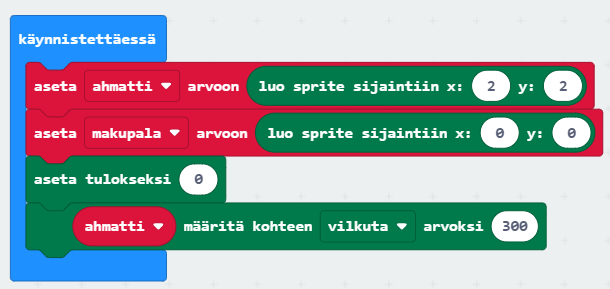 käynnistettäessä
aseta ahmatti arvoon luo sprite sijaintiin x: 2 y: 2
aseta makupala arvoon luo sprite sijaintiin x: 0 y: 0
aseta tulokseksi 0
ahmatti määritä kohteen vilkuta arvoksi 300